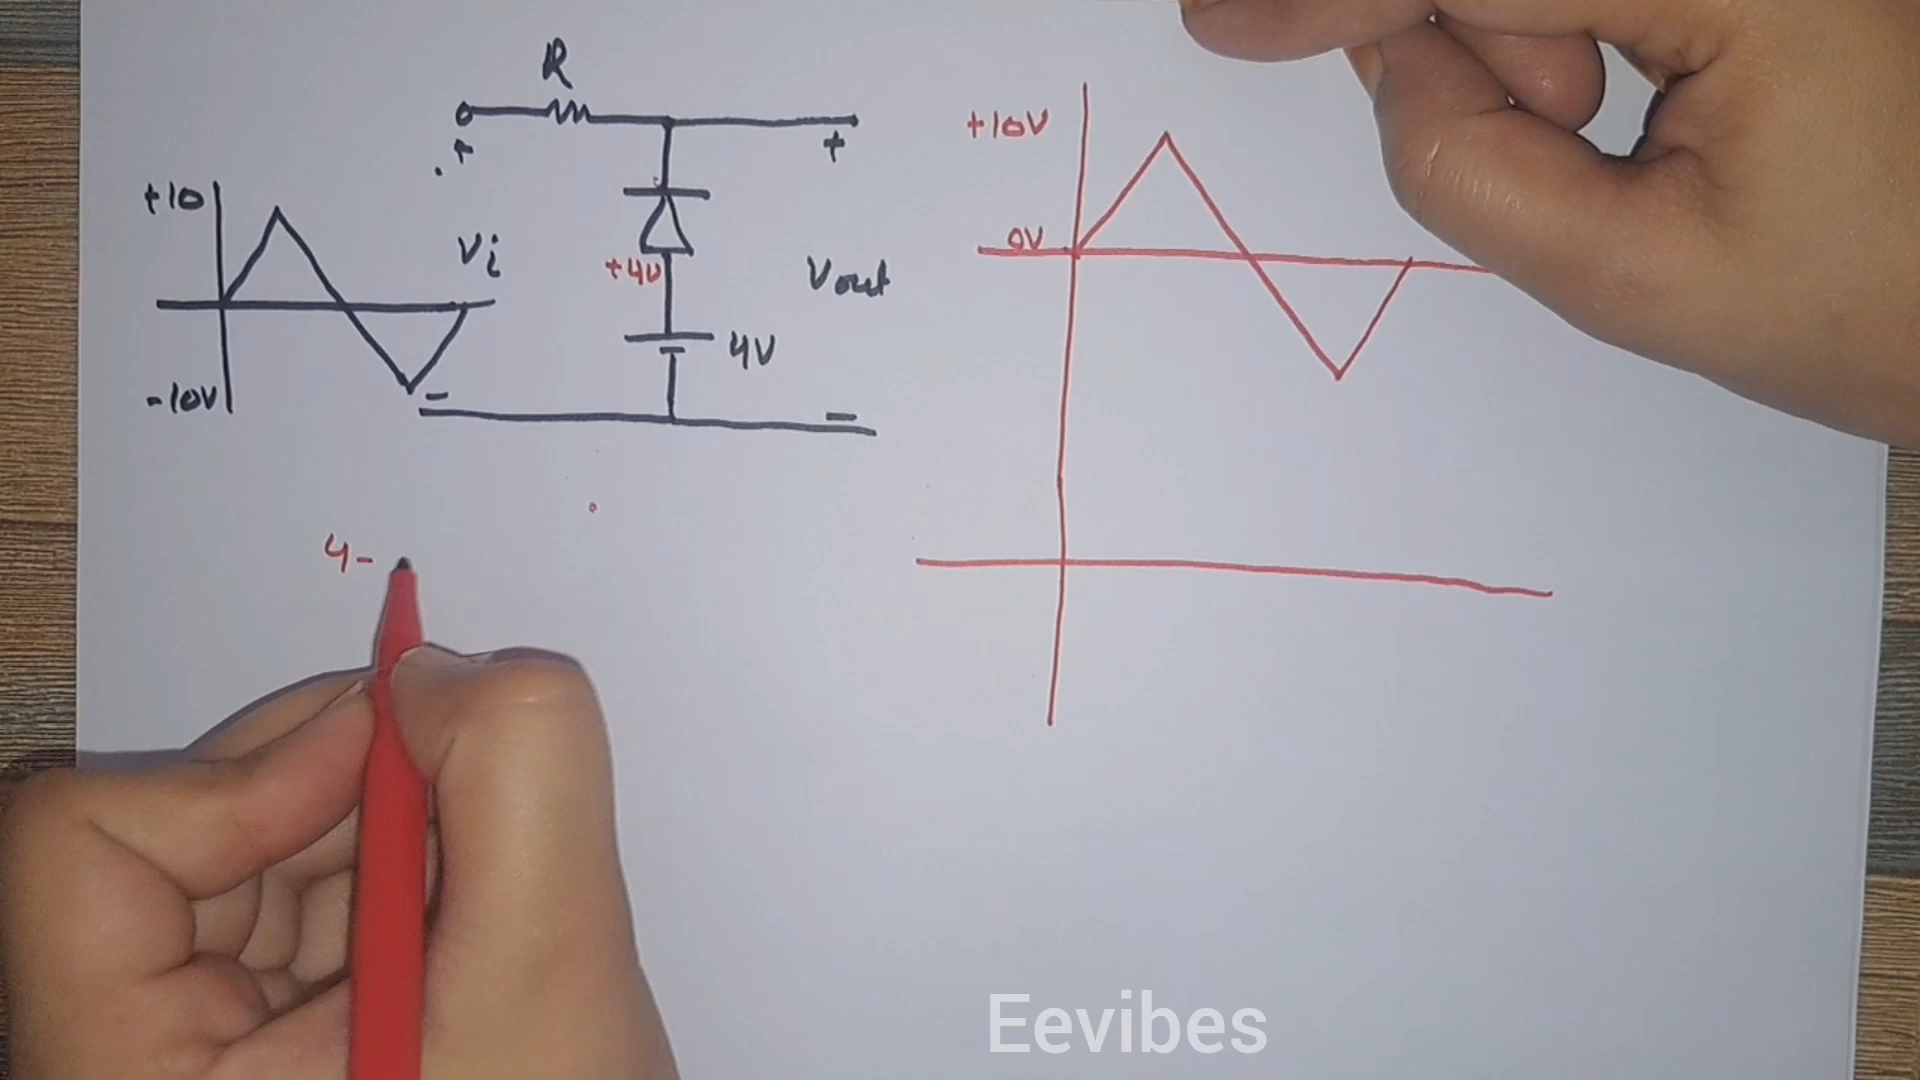 R
+ +
+10
Vi
-10V
+4V
4V
Vout
- -
+10V
0V
4-
Eevibes